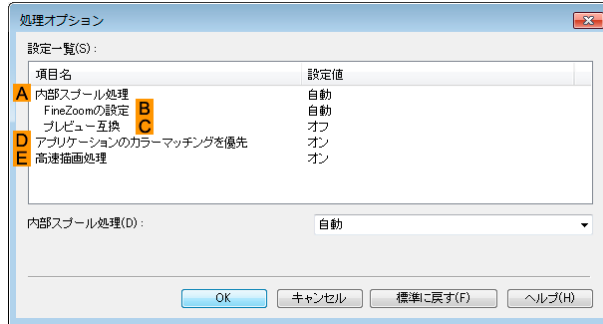 処理オプション
設定一覧(S):
項目名 設定値
A 内部スプール処理 自動
FineZoomの設定 B 自動
プレビュー互換 C オフ
D アプリケーションのカラーマッチングを優先 オン
E 高速描画処理 オン
内部スプール処理(D): 自動
OK キャンセル 標準に戻す(F) ヘルプ(H)